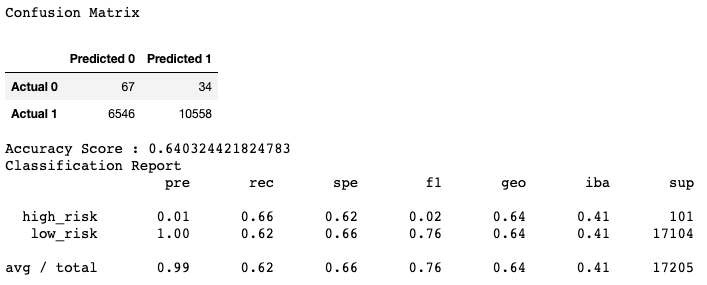 Confusion Matrix
Predicted 0 Predicted 1
Actual 0 67 34
Actual 1 6546 10558
Accuracy Score : 0.640324421824783
Classification Report
pre rec spe f1 geo iba sup
high_risk 0.01 0.66 0.62 0.02 0.64 0.41 101
low_risk 1.00 0.62 0.66 0.76 0.64 0.41 17104
avg / total 0.99 0.62 0.66 0.76 0.64 0.41 17205